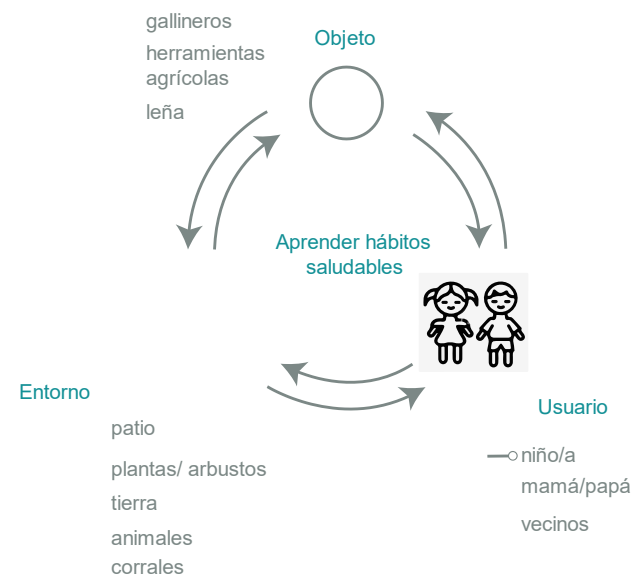 gallineros
herramientas
agrícolas
leña
Objeto
Aprender hábitos
saludables
Entorno
patio
plantas/ arbustos
tierra
animales
corrales
Usuario
niño/a
mamá/papá
vecinos